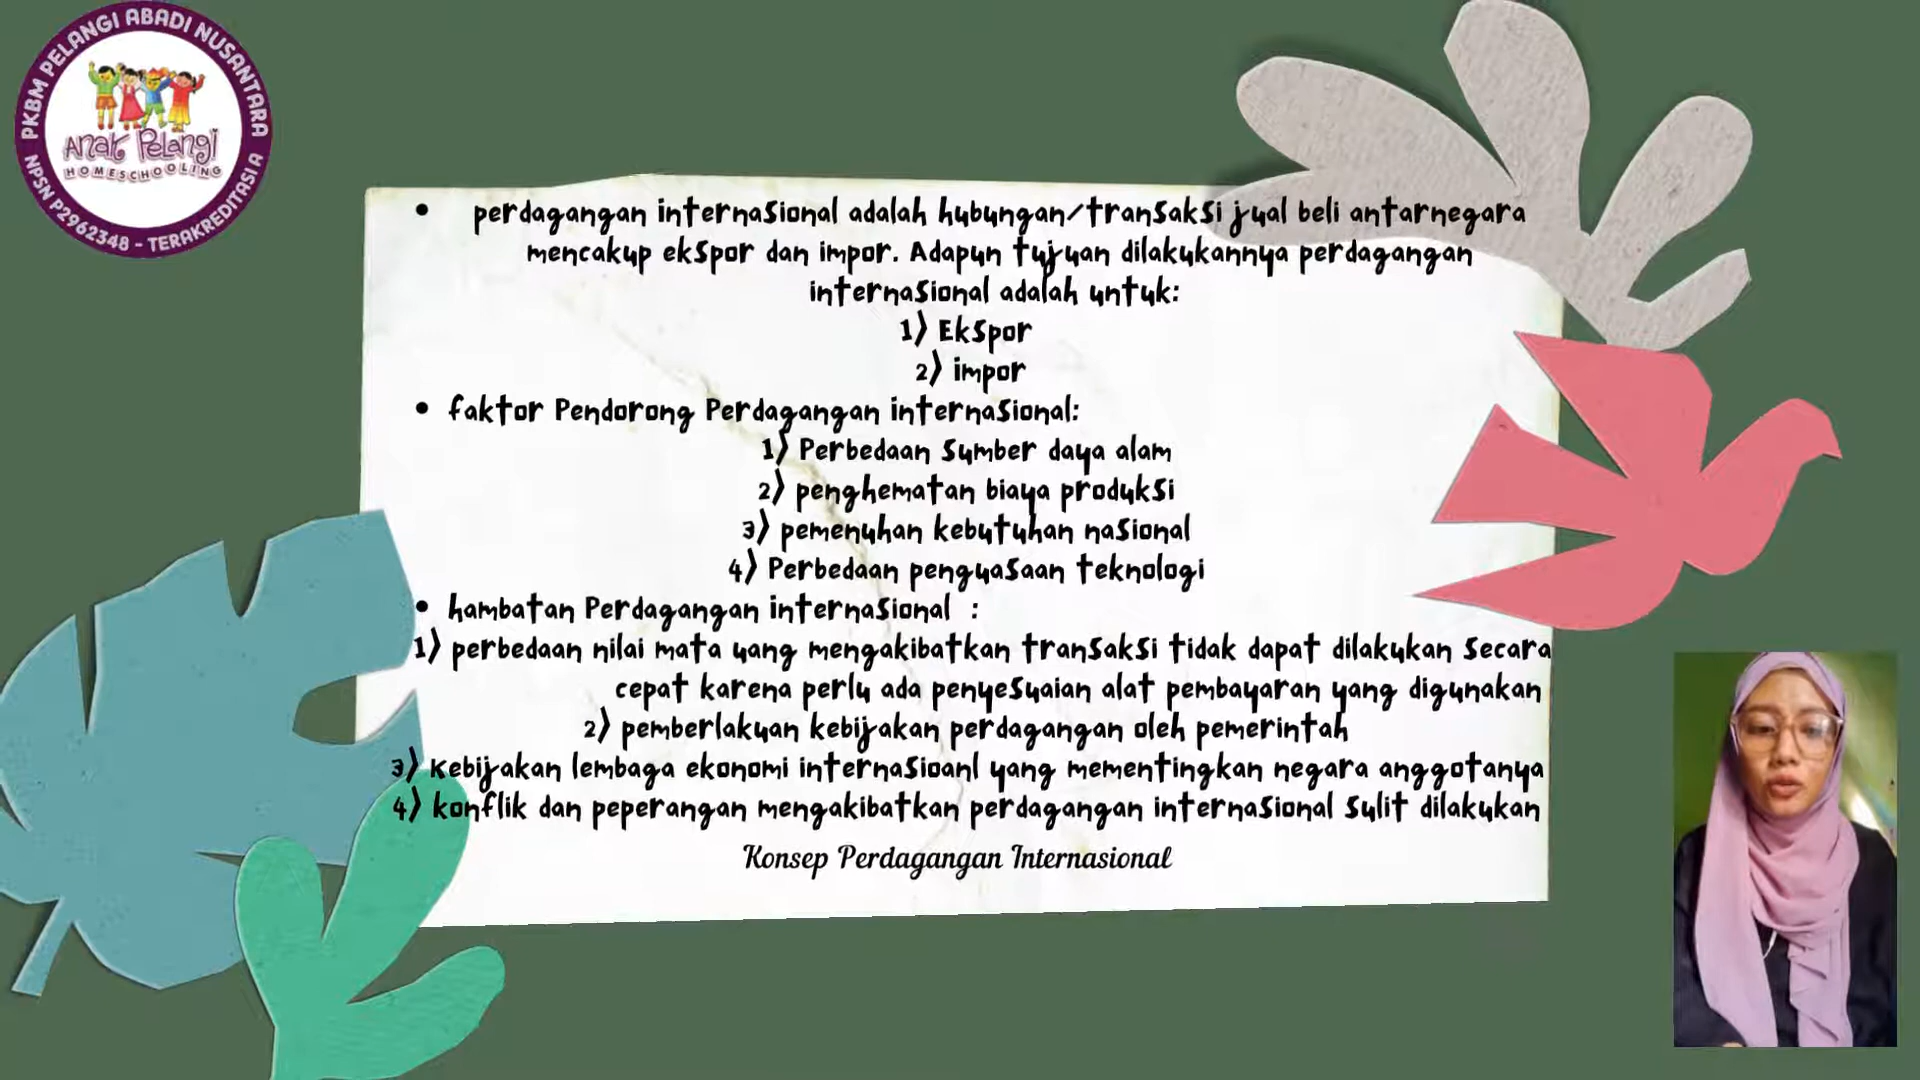 PKBM PELANGI ABADI NUSANTARA
Anak Pelangi
HOMESCHOOLING
NPSN P2962348 - TERAKREDITASI A
• perdagangan internasional adalah hubungan/transaksi jual beli antarnegara
mencakup ekspor dan impor. Adapun tujuan dilakukannya perdagangan
internasional adalah untuk:
1) Ekspor
2) impor
• faktor Pendorong Perdagangan internasional:
1) Perbedaan sumber daya alam
2) penghematan biaya produksi
3) pemenuhan kebutuhan nasional
4) Perbedaan penguasaan teknologi
• hambatan Perdagangan internasional :
1) perbedaan nilai mata uang mengakibatkan transaksi tidak dapat dilakukan secara
cepat karena perlu ada penyesuaian alat pembayaran yang digunakan
2) pemberlakuan kebijakan perdagangan oleh pemerintah
3) Kebijakan lembaga ekonomi internasioanl yang mementingkan negara anggotanya
4) konflik dan peperangan mengakibatkan perdagangan internasional sulit dilakukan
Konsep Perdagangan Internasional